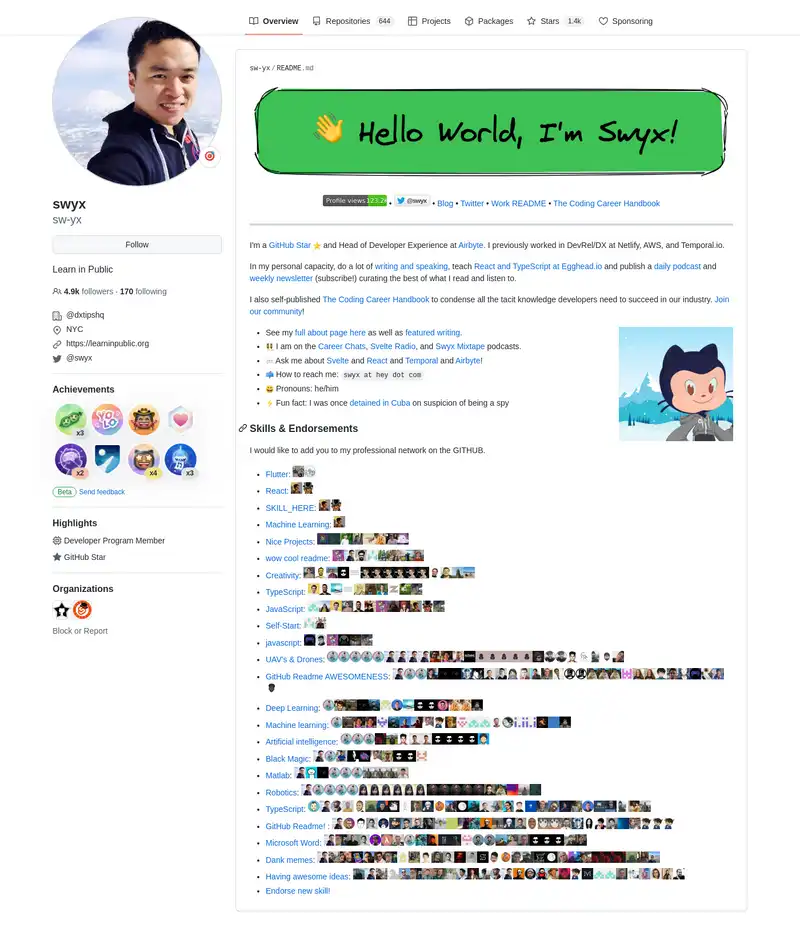 Overview
Repositories 644
Projects
Packages
Stars 1.4k
Sponsoring
swyx
sw-yx
Follow
Learn in Public
4.9k followers · 170 following
@dxtipshq
NYC
https://learninpublic.org
@swyx
Achievements
YOLO
x3
x2
x4
x3
Beta Send feedback
Highlights
Developer Program Member
GitHub Star
Organizations
Block or Report
sw-yx / README.md
👋 Hello World, I'm Swyx!
Profile views 123.2k • @swyx • Blog • Twitter • Work README • The Coding Career Handbook
I'm a GitHub Star ⭐ and Head of Developer Experience at Airbyte. I previously worked in DevRel/DX at Netlify, AWS, and Temporal.io.
In my personal capacity, do a lot of writing and speaking, teach React and TypeScript at Egghead.io and publish a daily podcast and
weekly newsletter (subscribe!) curating the best of what I read and listen to.
I also self-published The Coding Career Handbook to condense all the tacit knowledge developers need to succeed in our industry. Join
our community!
• See my full about page here as well as featured writing.
• 👯 I am on the Career Chats, Svelte Radio, and Swyx Mixtape podcasts.
• 💬 Ask me about Svelte and React and Temporal and Airbyte!
• 📫 How to reach me: swyx at hey dot com
• 😄 Pronouns: he/him
• ⚡ Fun fact: I was once detained in Cuba on suspicion of being a spy
Skills & Endorsements
I would like to add you to my professional network on the GITHUB.
• Flutter:
• React:
• SKILL_HERE:
• Machine Learning:
• Nice Projects:
• wow cool readme:
• Creativity:
• TypeScript:
• JavaScript:
• Self-Start:
• javascript:
• UAV's & Drones:
• GitHub Readme AWESOMENESS:
• Deep Learning:
• Machine learning:
• Artificial intelligence:
• Black Magic:
• Matlab:
• Robotics:
• TypeScript:
• GitHub Readme! :
• Microsoft Word:
• Dank memes:
• Having awesome ideas:
• Endorse new skill!